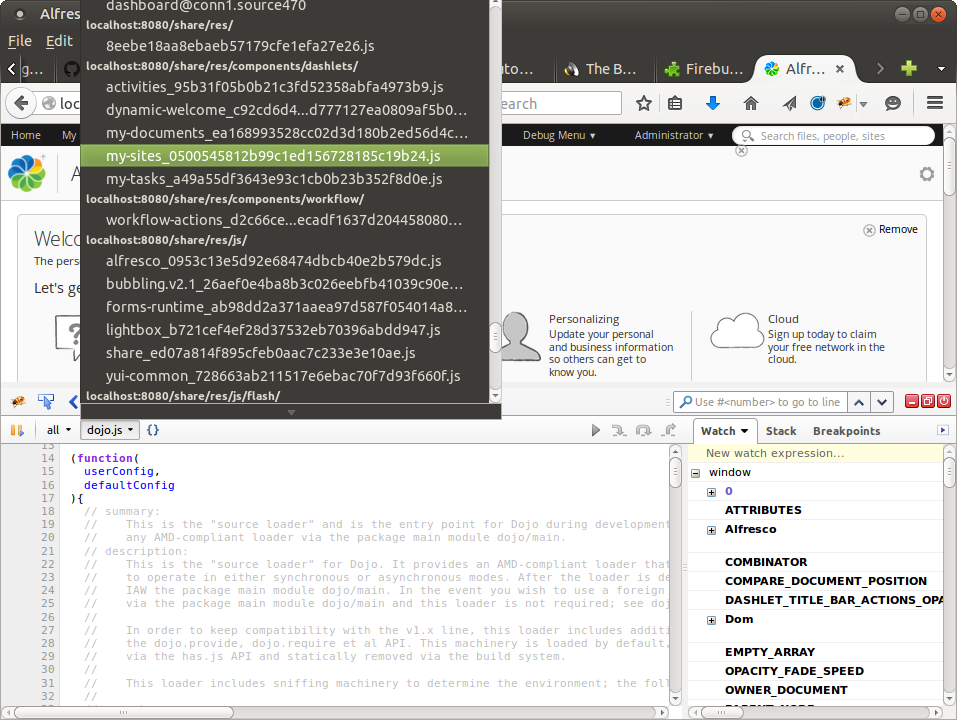 dashboard@conn1.source470
Alfres
localhost:8080/share/res/
File Edit
8eebe18aa8ebaeb57179cfe1efa27e26.js
localhost:8080/share/res/components/dashlets/
g...
uto...
The B...
Firebu...
Alfr...
activities_95b31f05b0b21c3fd52358abfa4973b9.js
loc
earch
dynamic-welcome_c92cd6d4...d777127ea0809af5b0...
Home My
my-documents_ea168993528cc02d3d180b2ed56d4c...
Debug Menu
Administrator
Search files, people, sites
my-sites_0500545812b99c1ed156728185c19b24.js
A
my-tasks_a49a55df3643e93c1cb0b23b352f8d0e.js
localhost:8080/share/res/components/workflow/
workflow-actions_d2c66ce...ecadf1637d204458080...
Remove
Welco
localhost:8080/share/res/js/
The perso
alfresco_0953c13e5d92e68474dbcb40e2b579dc.js
Let's ge
bubbling.v2.1_26aef0e4ba8b3c026eebfb41039c90e...
forms-runtime_ab98dd2a371aaea97d587f054014a8...
lightbox_b721cef4ef28d37532eb70396abdd947.js
share_ed07a814f895cfeb0aac7c233e3e10ae.js
yui-common_728663ab211517e6ebac70f7d93f660f.js
localhost:8080/share/res/js/flash/
Personalizing
Update your personal
and business information
so others can get to
know you.
Cloud
Sign up today to claim
your free network in the
cloud.
Use #<number> to go to line
all dojo.js {}
Watch Stack Breakpoints
13
14 (function(
15 userConfig,
16 defaultConfig
17 ){
18 // summary:
19 // This is the "source loader" and is the entry point for Dojo during development
20 // any AMD-compliant loader via the package main module dojo/main.
21 // description:
22 // This is the "source loader" for Dojo. It provides an AMD-compliant loader that
23 // to operate in either synchronous or asynchronous modes. After the loader is de
24 // IAW the package main module dojo/main. In the event you wish to use a foreign
25 // via the package main module dojo/main and this loader is not required; see doj
26 //
27 // In order to keep compatibility with the v1.x line, this loader includes additi
28 // the dojo.provide, dojo.require et al API. This machinery is loaded by default,
29 // via the has.js API and statically removed via the build system.
30 //
31 // This loader includes sniffing machinery to determine the environment; the foll
32 //
New watch expression...
window
0
ATTRIBUTES
Alfresco
COMBINATOR
COMPARE_DOCUMENT_POSITION
DASHLET_TITLE_BAR_ACTIONS_OPA
Dom
EMPTY_ARRAY
OPACITY_FADE_SPEED
OWNER_DOCUMENT
PARENT_NODE